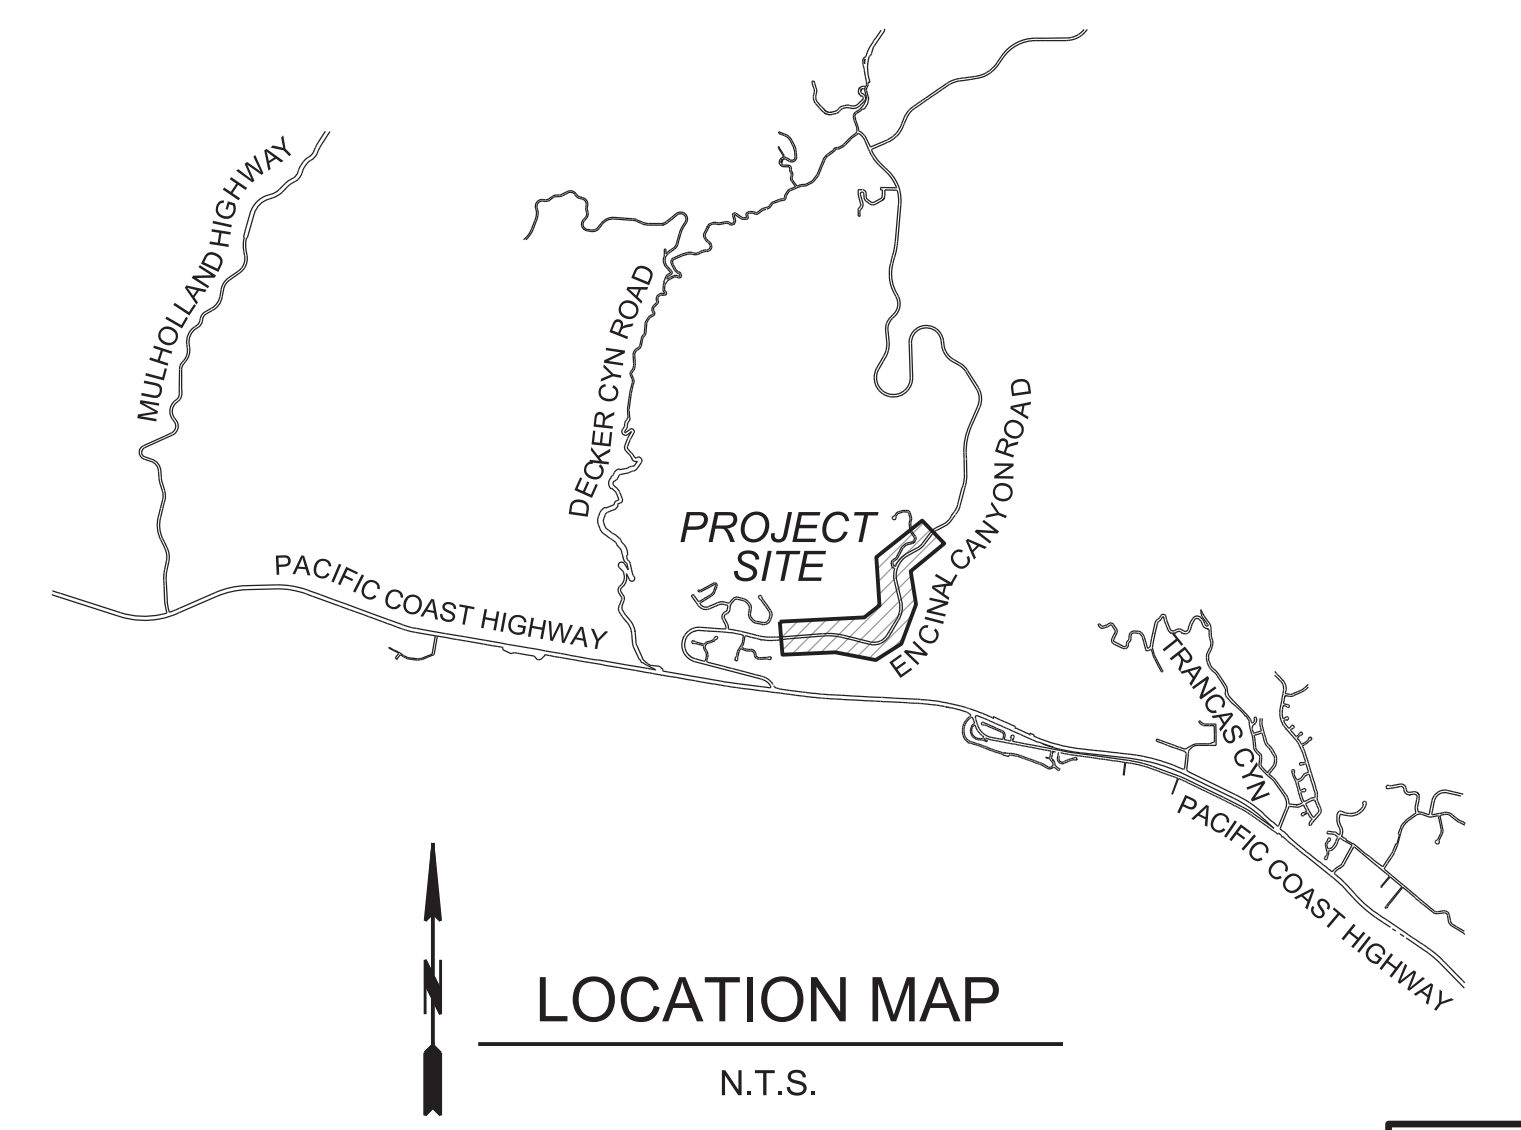 MULHOLLAND HIGHWAY
DECKER CYN ROAD
ENCINAL CANYON ROAD
PROJECT
SITE
PACIFIC COAST HIGHWAY
TRANCAS CYN
PACIFIC COAST HIGHWAY
N
LOCATION MAP
N.T.S.